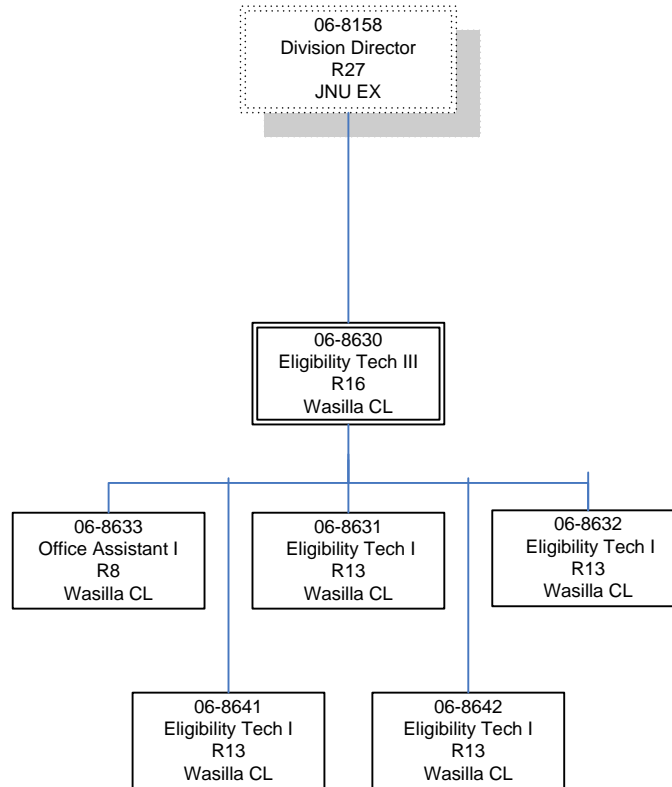 06-8158
Division Director
R27
JNU EX
06-8630
Eligibility Tech III
R16
Wasilla CL
06-8633
Office Assistant I
R8
Wasilla CL
06-8631
Eligibility Tech I
R13
Wasilla CL
06-8632
Eligibility Tech I
R13
Wasilla CL
06-8641
Eligibility Tech I
R13
Wasilla CL
06-8642
Eligibility Tech I
R13
Wasilla CL